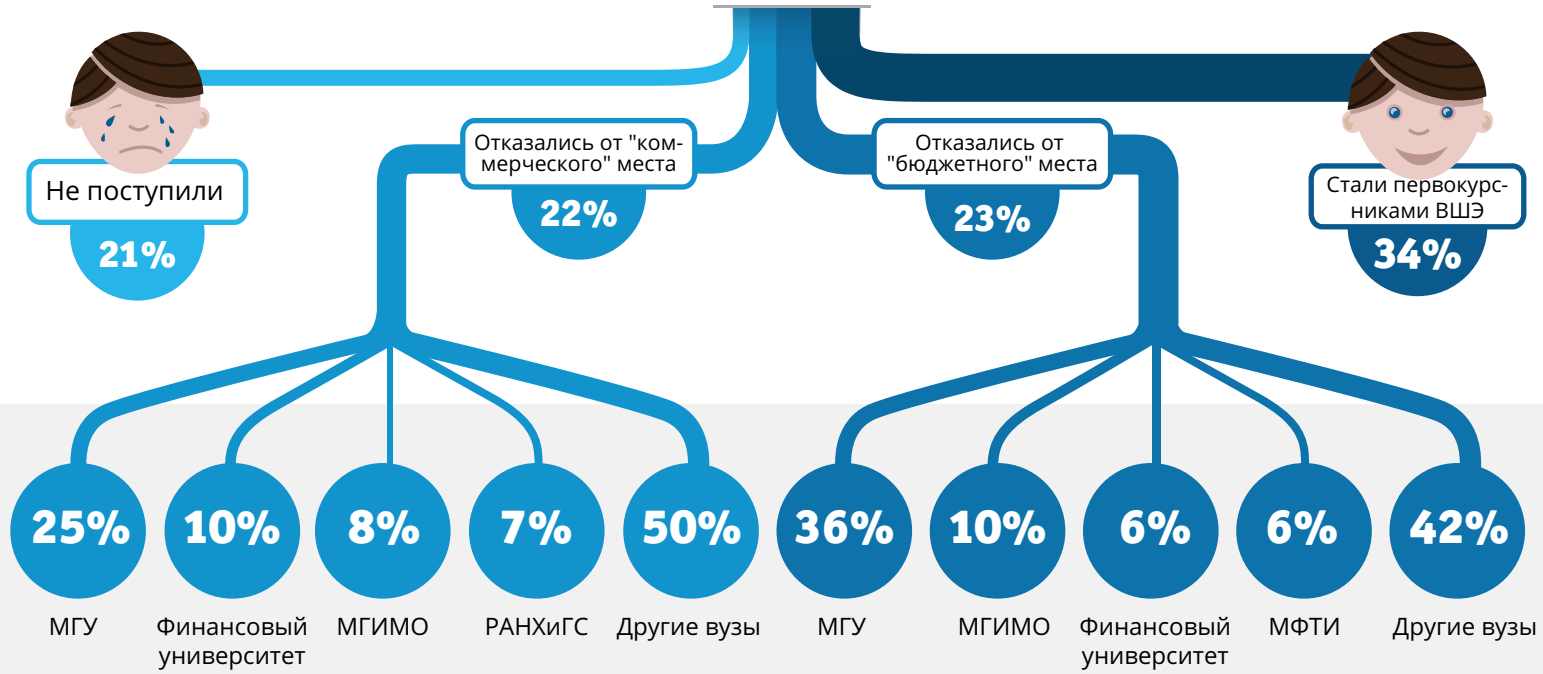 Отказались от "ком-
мерческого" места
22%
Отказались от
"бюджетного" места
23%
Не поступили
21%
Стали первокурс-
никами ВШЭ
34%
25%
10%
8%
7%
50%
36%
10%
6%
6%
42%
МГУ
Финансовый
университет
МГИМО
РАНХиГС
Другие вузы
МГУ
МГИМО
Финансовый
университет
МФТИ
Другие вузы